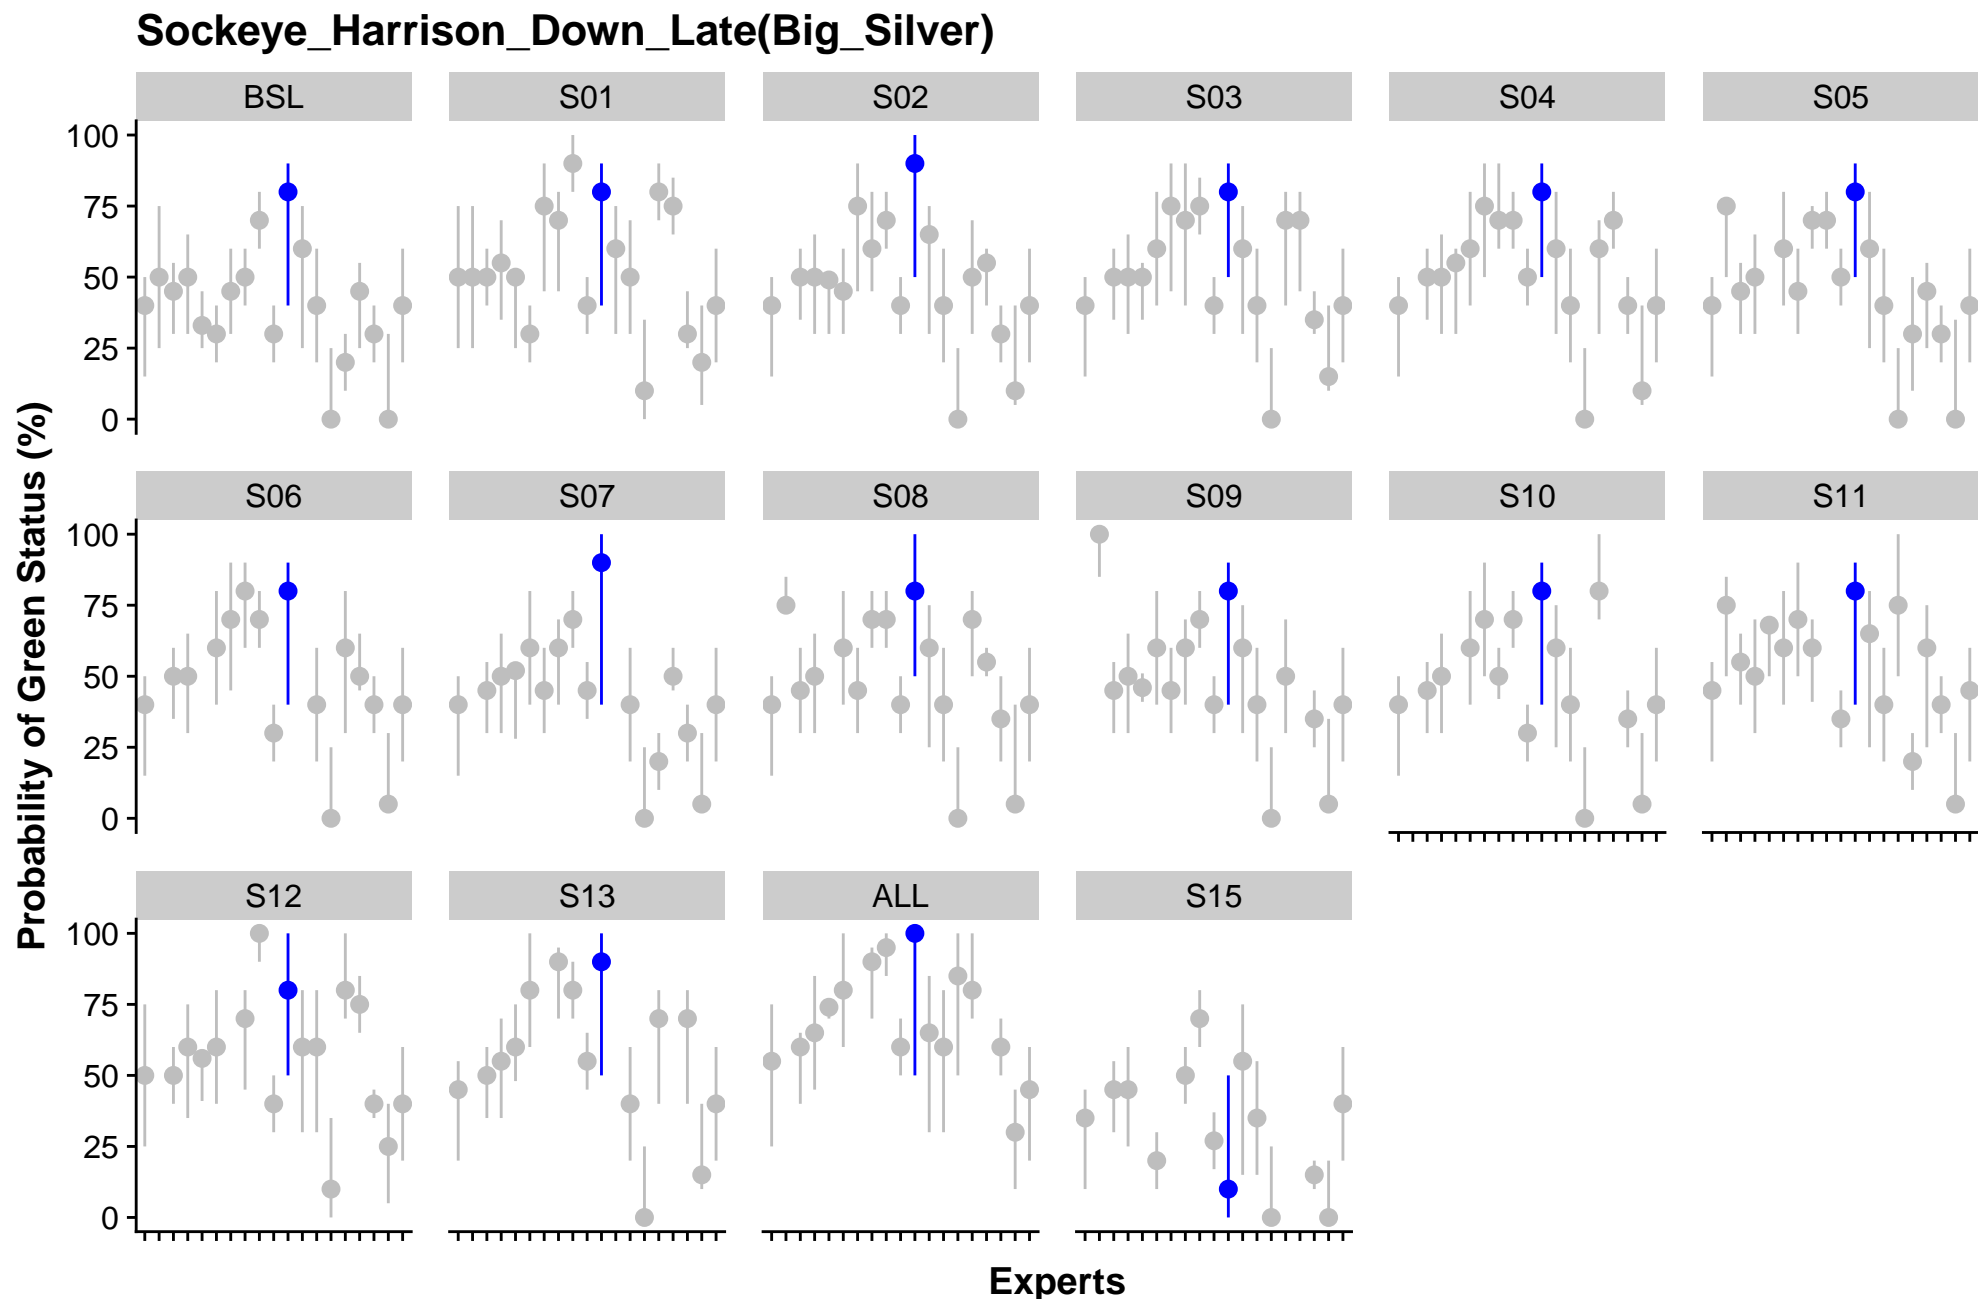 Sockeye_Harrison_Down_Late(Big_Silver)
BSL S01 S02 S03 S04 S05
100
75
50
25
0
S06 S07 S08 S09 S10 S11
100
75
50
25
0
S12 S13 ALL S15
100
75
50
25
0
Probability of Green Status (%)
Experts